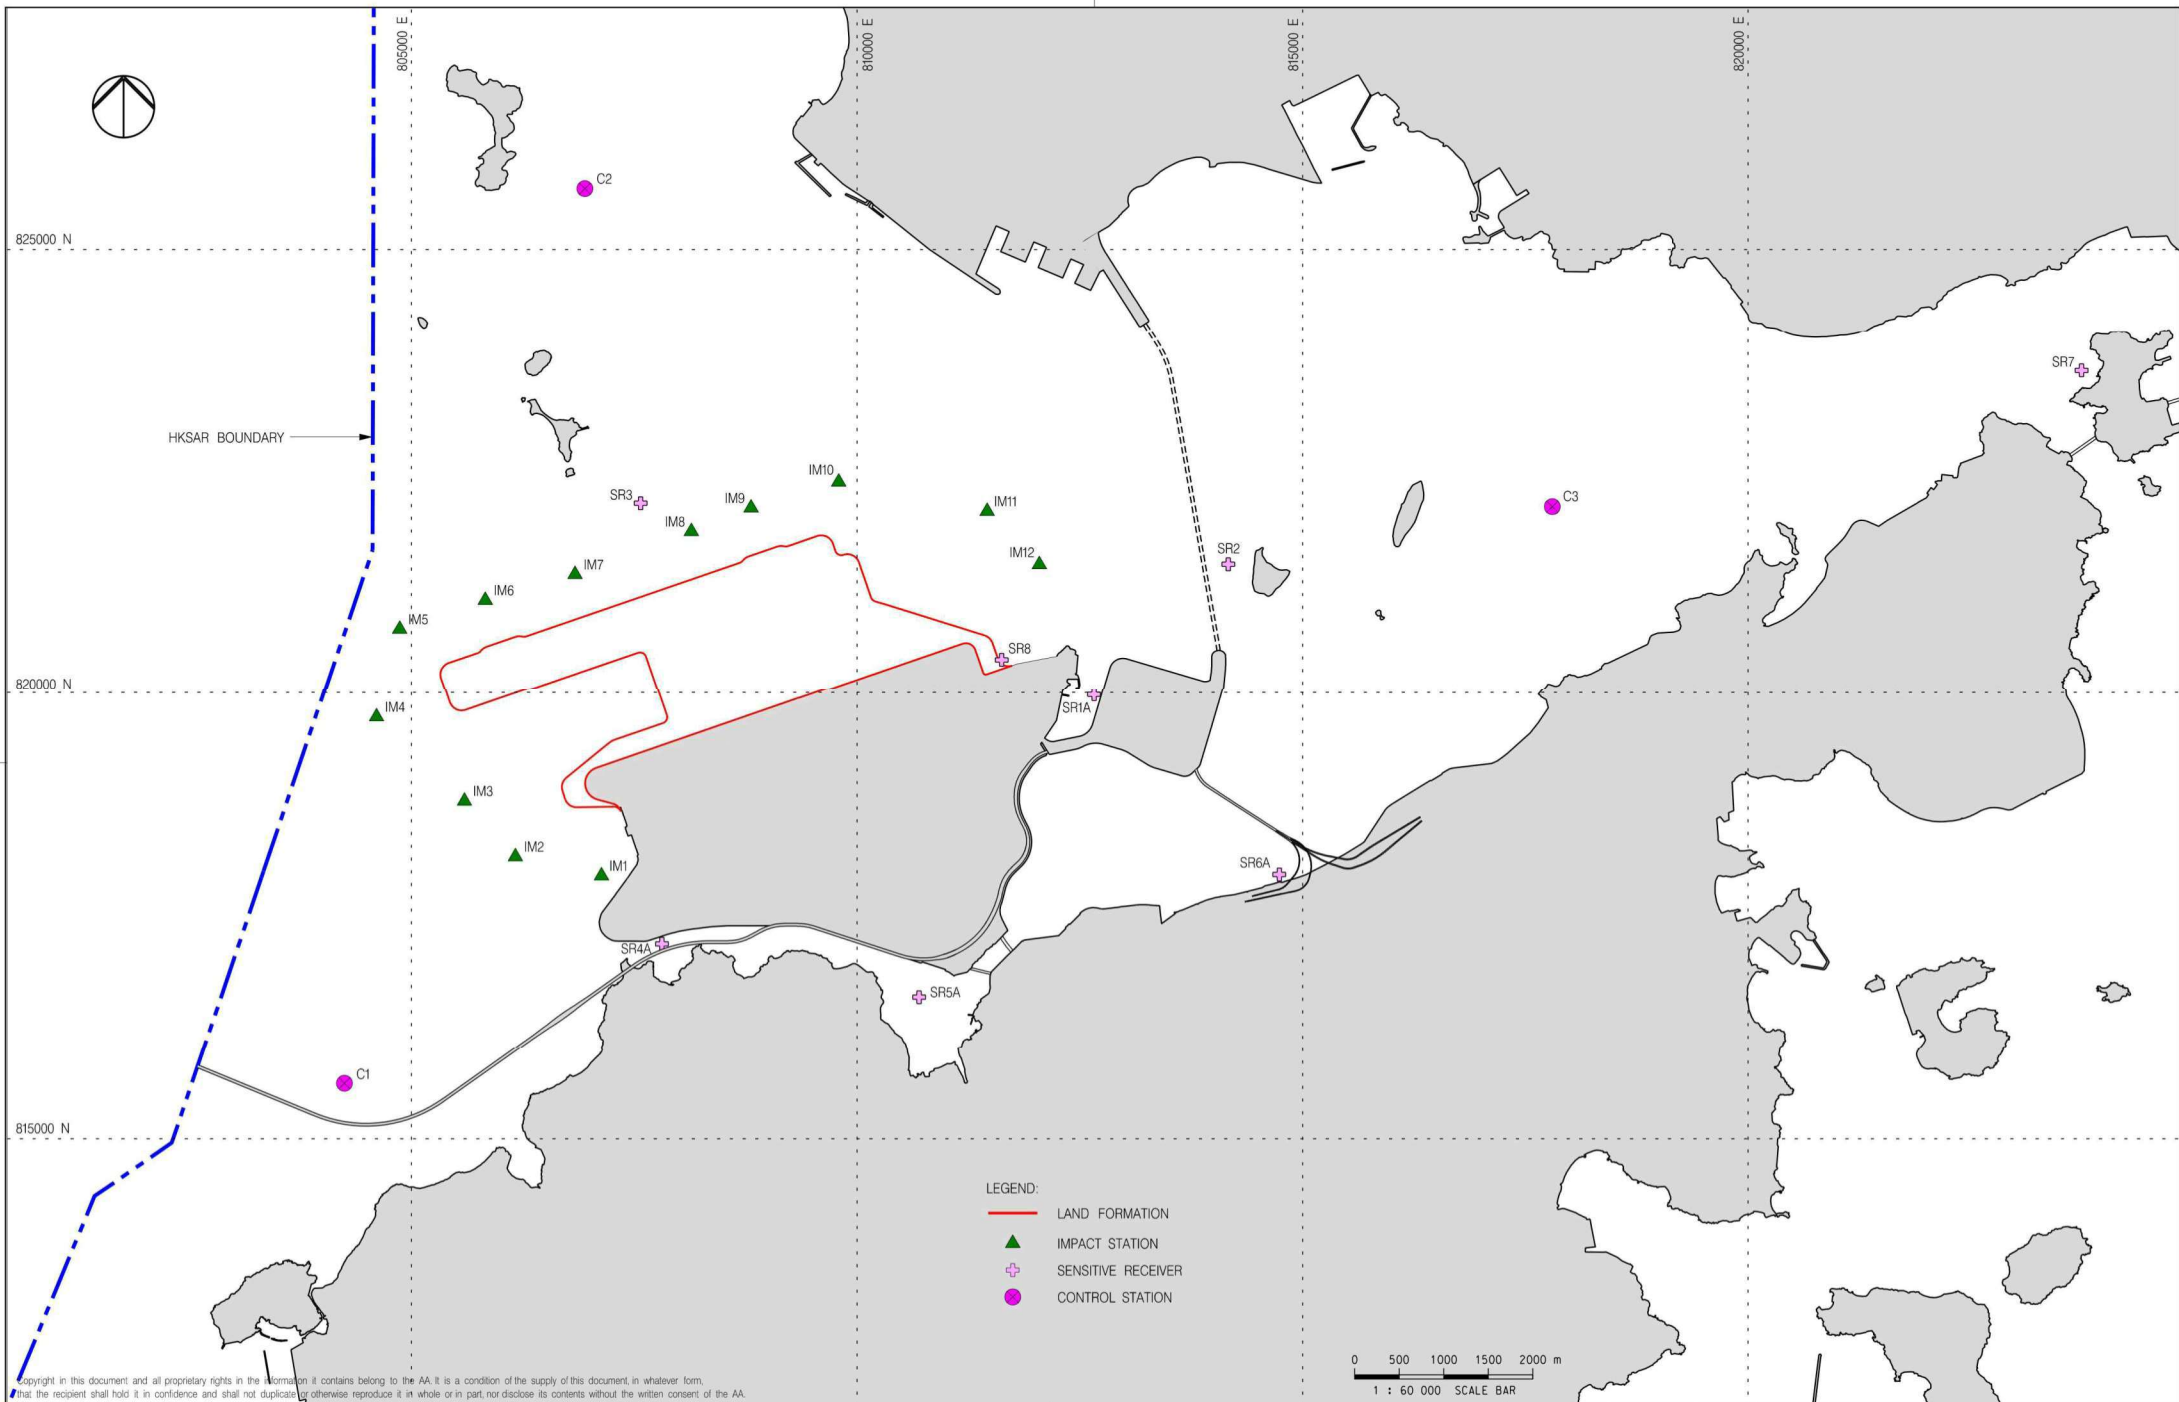 805000 E
810000 E
815000 E
820000 E
C2
825000 N
SR7
HKSAR BOUNDARY
IM10
SR3
IM9
C3
IM11
IM8
IM12
SR2
IM7
IM6
IM5
SR8
820000 N
SR1A
IM4
IM3
IM2
SR6A
IM1
SR4A
SR5A
C1
815000 N
LEGEND:
LAND FORMATION
IMPACT STATION
SENSITIVE RECEIVER
CONTROL STATION
0 500 1000 1500 2000 m
1 : 60 000 SCALE BAR
Copyright in this document and all proprietary rights in the information it contains belong to the AA. It is a condition of the supply of this document, in whatever form,
that the recipient shall hold it in confidence and shall not duplicate or otherwise reproduce it in whole or in part, nor disclose its contents without the written consent of the AA.